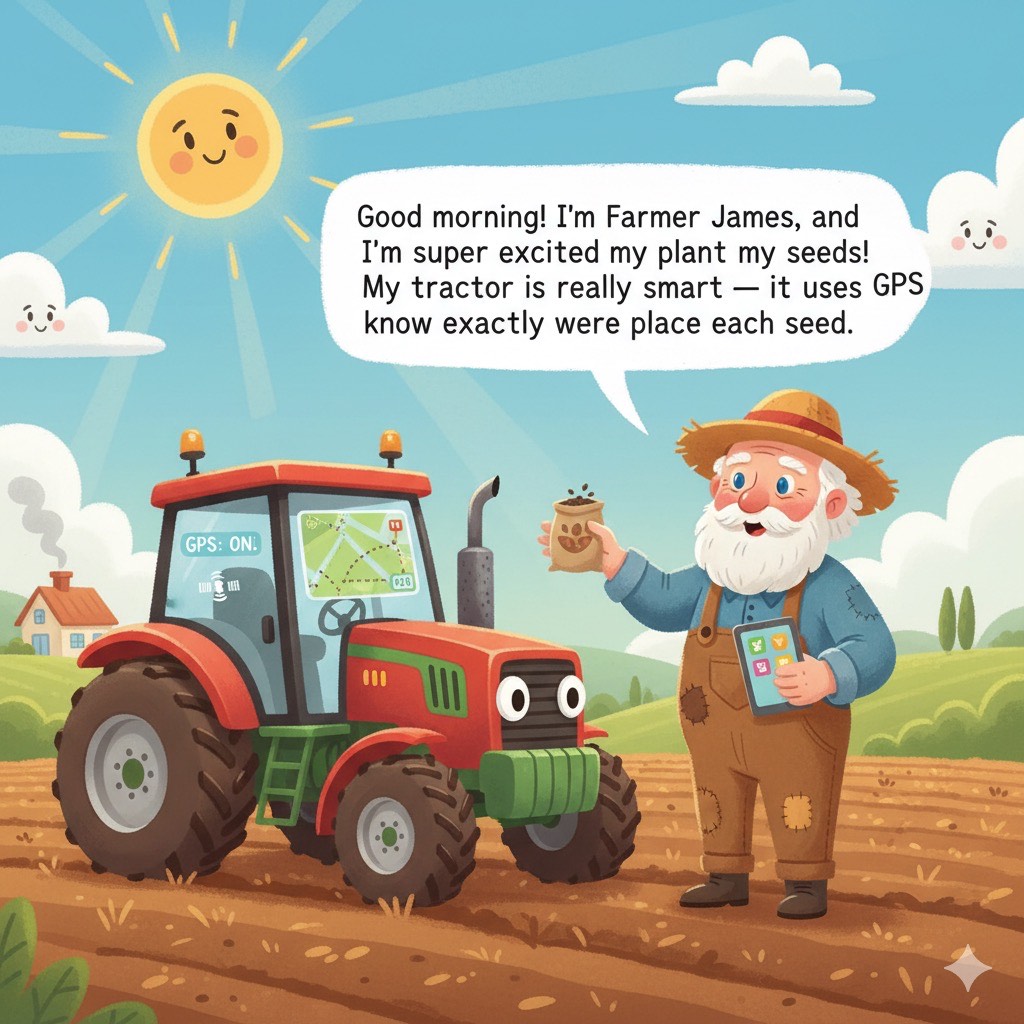 Good morning! I'm Farmer James, and
I'm super excited my plant my seeds!
My tractor is really smart — it uses GPS
know exactly were place each seed.
GPS: ON.